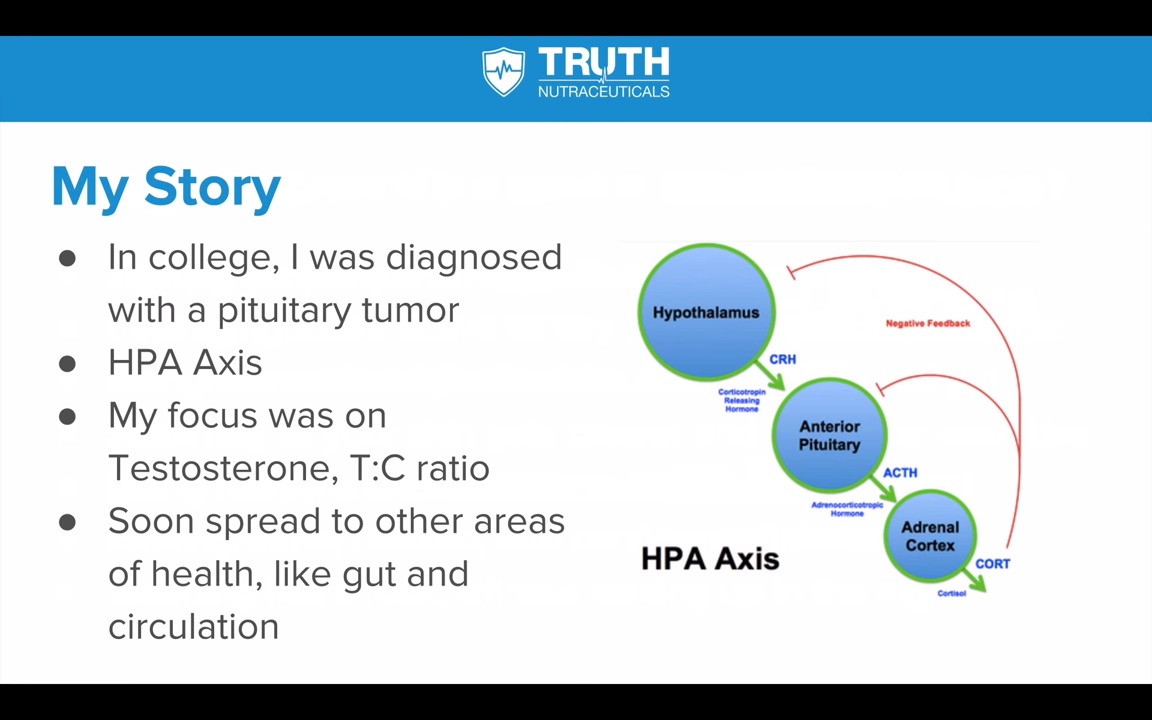 TRUTH
NUTRACEUTICALS
My Story
● In college, I was diagnosed
with a pituitary tumor
● HPA Axis
● My focus was on
Testosterone, T:C ratio
● Soon spread to other areas
of health, like gut and
circulation
Hypothalamus
Negative Feedback
CRH
Corticotropin
Releasing
Hormone
Anterior
Pituitary
ACTH
Adrenocorticotropic
Hormone
Adrenal
Cortex
CORT
Cortisol
HPA Axis